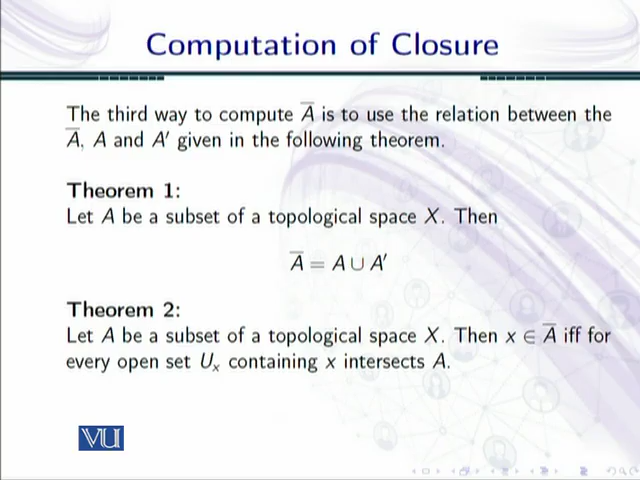 Computation of Closure
The third way to compute A̅ is to use the relation between the
A̅, A and A′ given in the following theorem.
Theorem 1:
Let A be a subset of a topological space X. Then
A̅ = A ∪ A′
Theorem 2:
Let A be a subset of a topological space X. Then x ∈ A̅ iff for
every open set Uₓ containing x intersects A.
VU